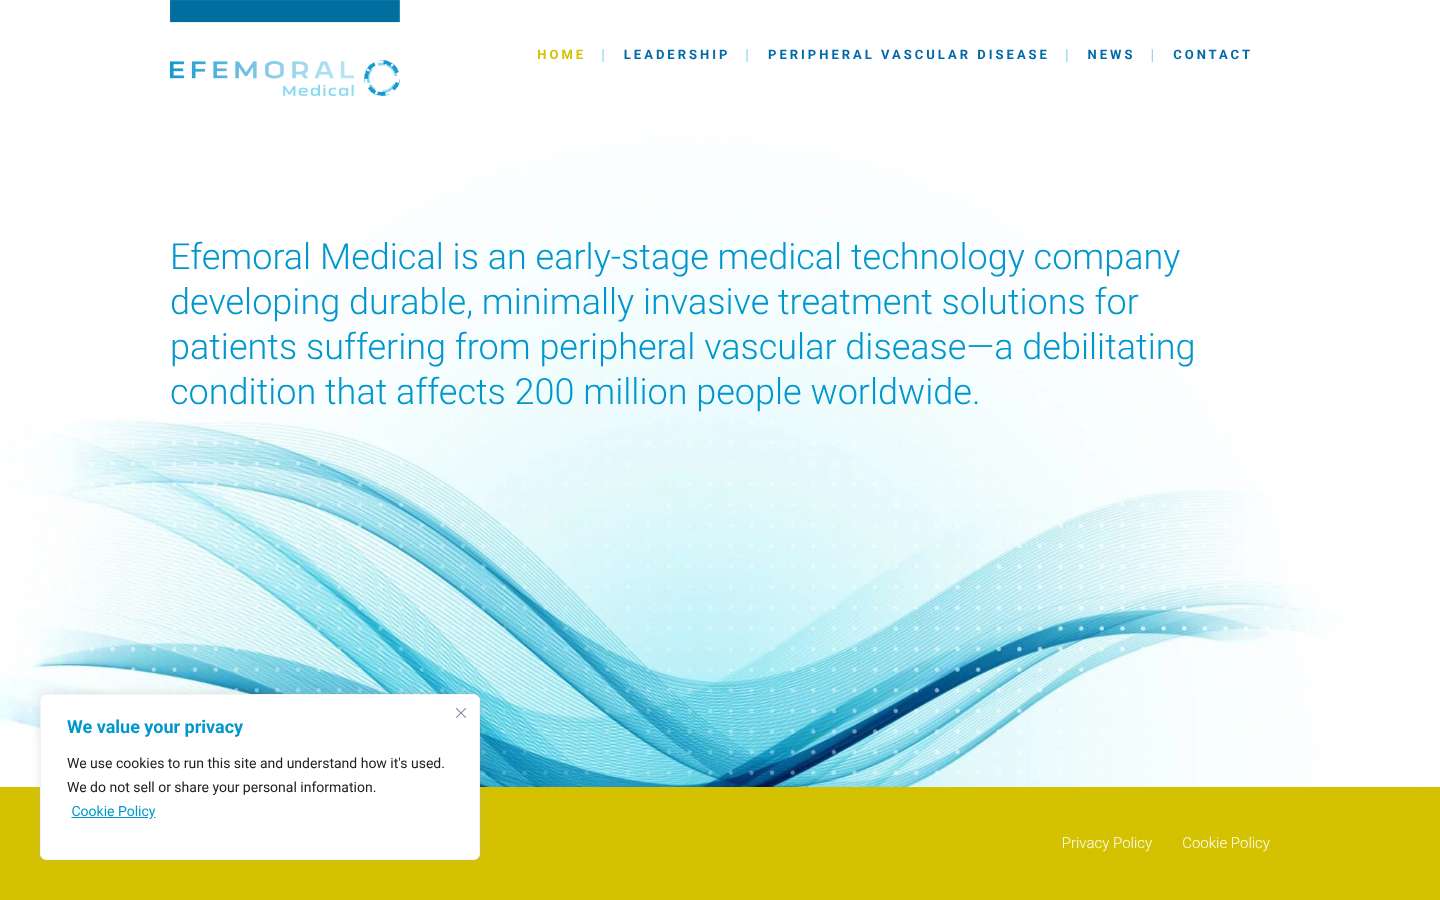 EFEMORAL
Medical
HOME | LEADERSHIP | PERIPHERAL VASCULAR DISEASE | NEWS | CONTACT
Efemoral Medical is an early-stage medical technology company
developing durable, minimally invasive treatment solutions for
patients suffering from peripheral vascular disease—a debilitating
condition that affects 200 million people worldwide.
We value your privacy
We use cookies to run this site and understand how it's used.
We do not sell or share your personal information.
Cookie Policy
Privacy Policy Cookie Policy